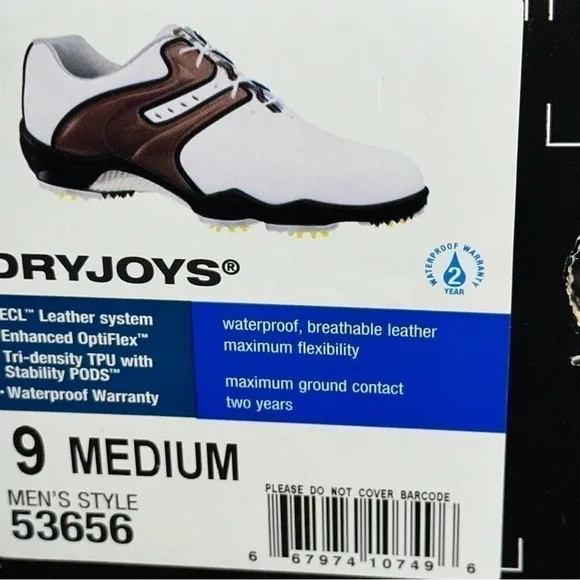 DRYJOYS®
WATERPROOF WARRANTY
2
YEAR
ECL™ Leather system
Enhanced OptiFlex™
Tri-density TPU with
Stability PODS™
• Waterproof Warranty
waterproof, breathable leather
maximum flexibility
maximum ground contact
two years
9 MEDIUM
MEN'S STYLE
53656
PLEASE DO NOT COVER BARCODE
6 67974 10749 6